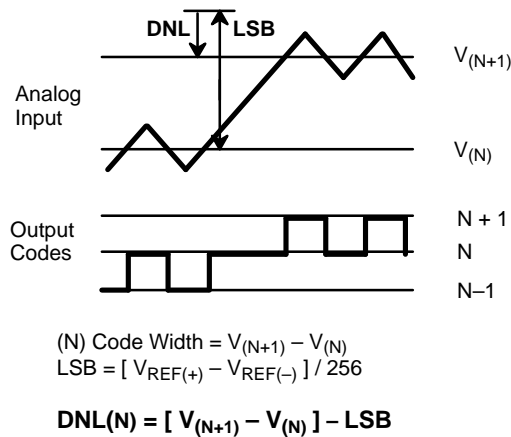 DNL LSB
V(N+1)
Analog
Input
V(N)
N + 1
Output
Codes
N
N–1
(N) Code Width = V(N+1) – V(N)
LSB = [ VREF(+) – VREF(–) ] / 256
DNL(N) = [ V(N+1) – V(N) ] – LSB